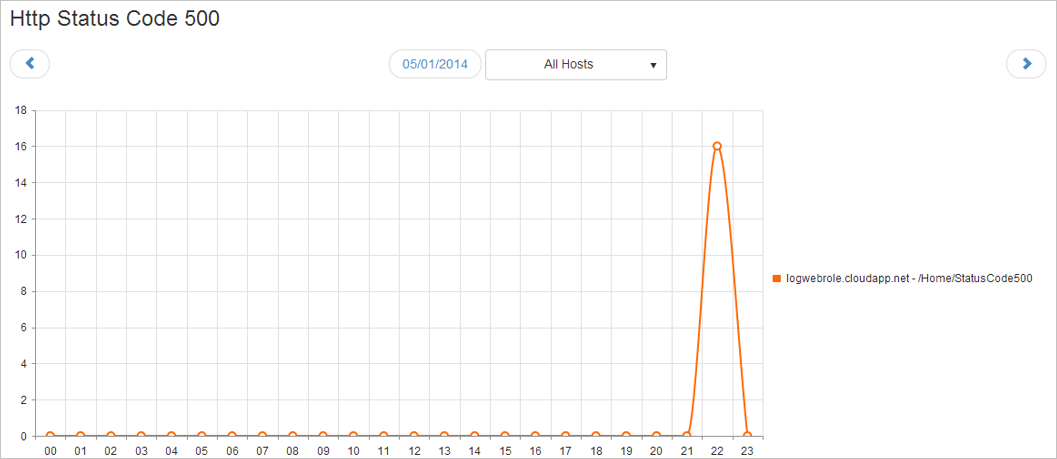 Http Status Code 500
05/01/2014 All Hosts
18
16
14
12
10
8
6
4
2
0
logwebrole.cloudapp.net - /Home/StatusCode500
00 01 02 03 04 05 06 07 08 09 10 11 12 13 14 15 16 17 18 19 20 21 22 23